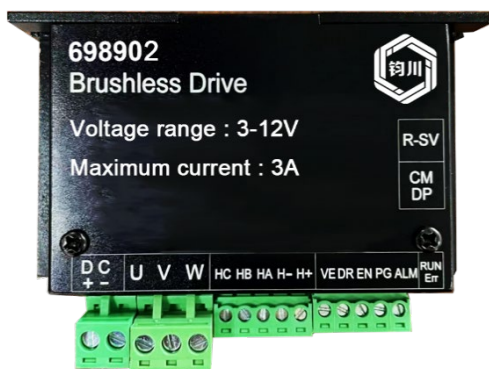 698902
Brushless Drive
钧川
Voltage range : 3-12V
Maximum current : 3A
R-SV
CM
DP
DC
+ -
U V W
HC HB HA H- H+
VE DR EN PG ALM
RUN
Err